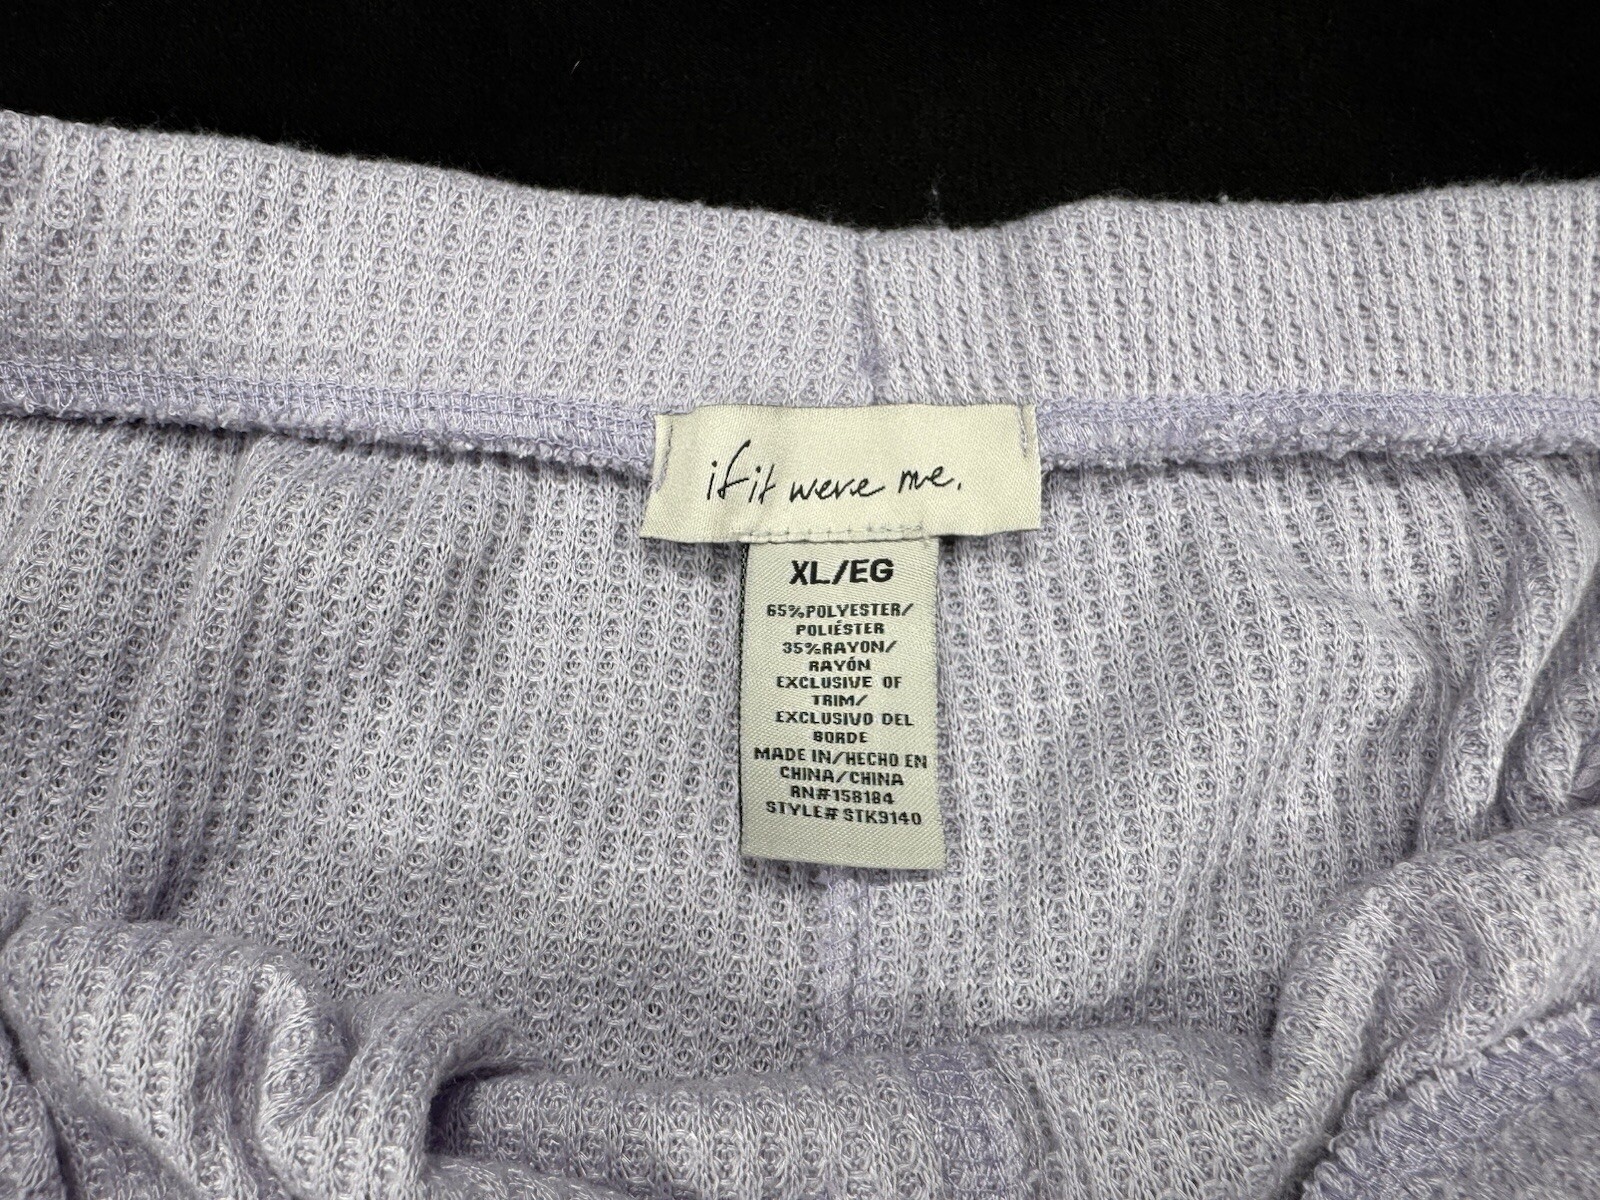 if it were me.
XL/EG
65%POLYESTER/
POLIÉSTER
35%RAYON/
RAYÓN
EXCLUSIVE OF
TRIM/
EXCLUSIVO DEL
BORDE
MADE IN/HECHO EN
CHINA/CHINA
RN#158184
STYLE# STK9140